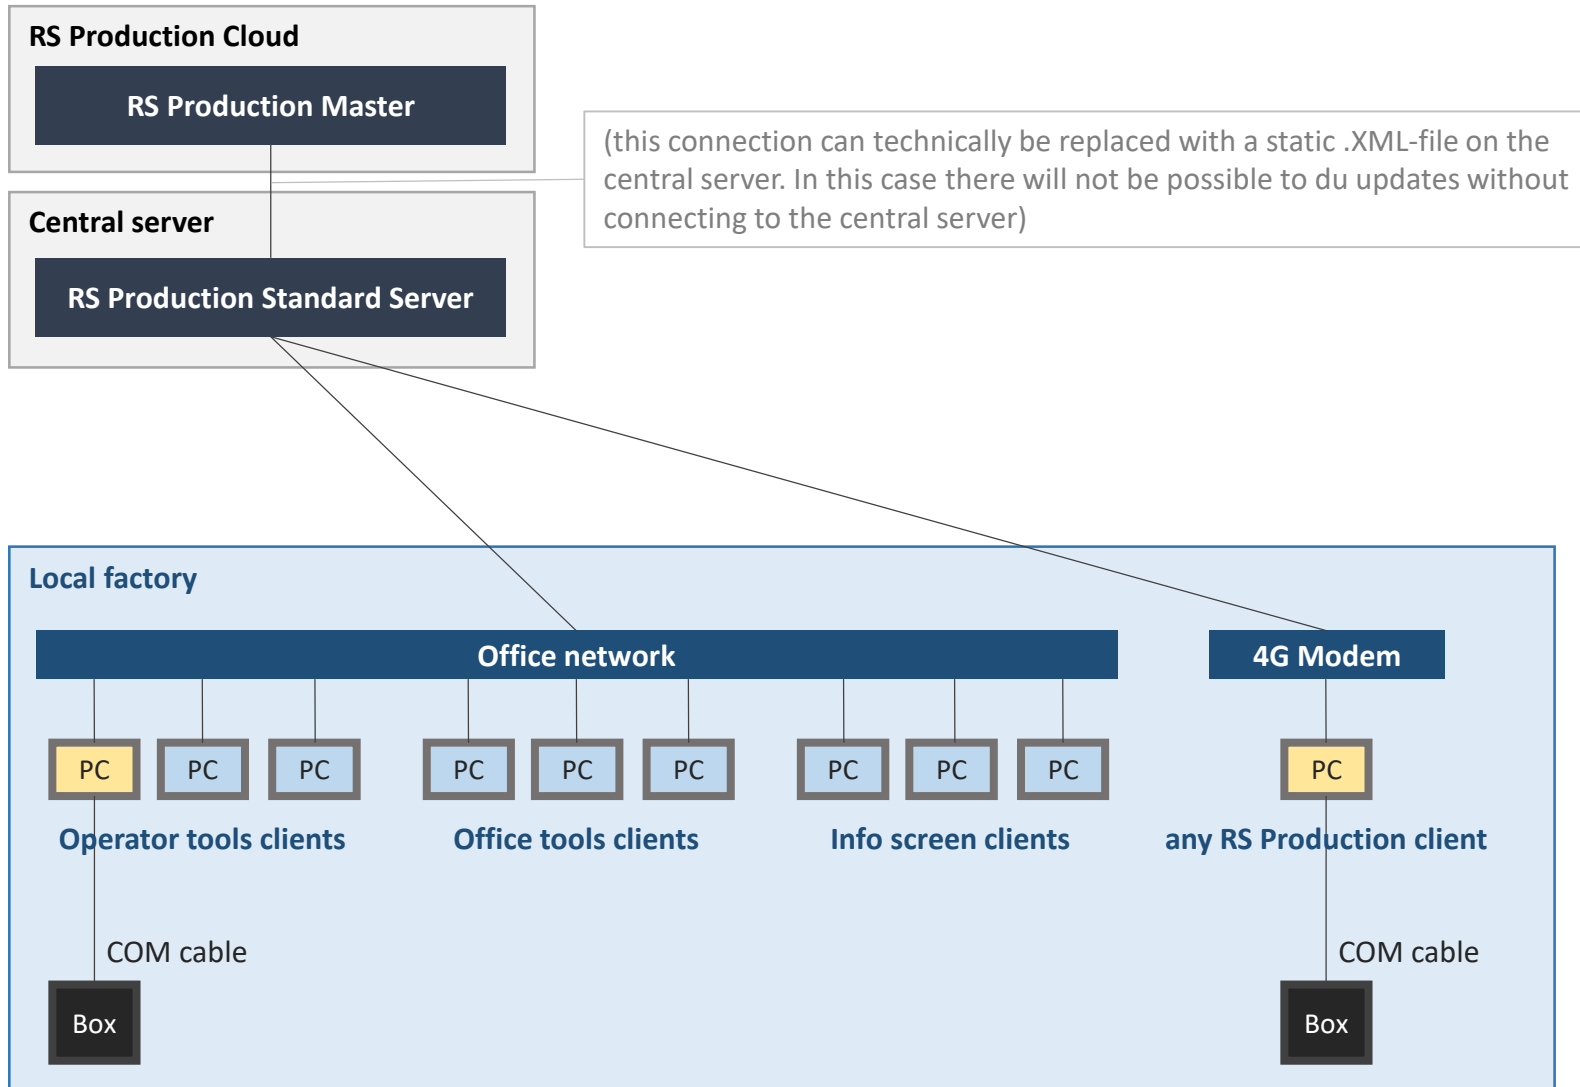 RS Production Cloud
RS Production Master
(this connection can technically be replaced with a static .XML-file on the
central server. In this case there will not be possible to du updates without
connecting to the central server)
Central server
RS Production Standard Server
Local factory
Office network
4G Modem
PC PC PC PC PC PC PC PC PC PC
Operator tools clients
Office tools clients
Info screen clients
any RS Production client
COM cable
COM cable
Box
Box